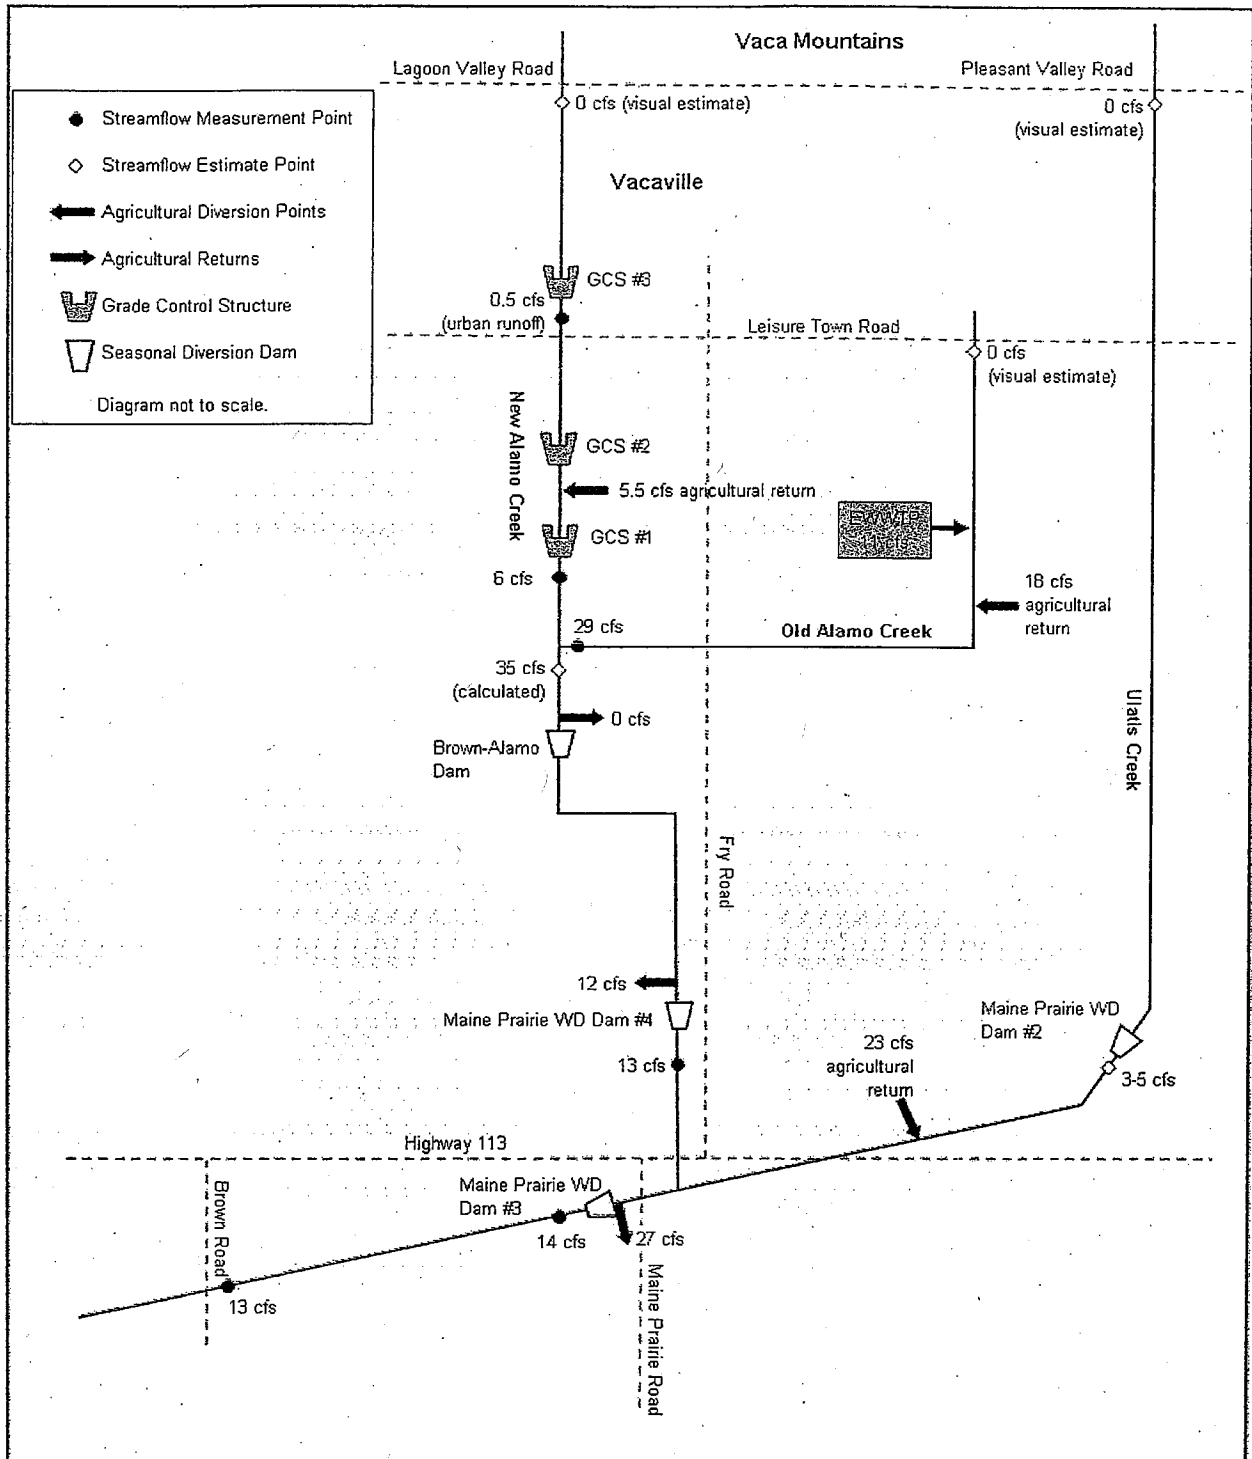 Vaca Mountains
Lagoon Valley Road
Pleasant Valley Road
0 cfs (visual estimate)
0 cfs
(visual estimate)
Streamflow Measurement Point
Streamflow Estimate Point
Agricultural Diversion Points
Agricultural Returns
Grade Control Structure
Seasonal Diversion Dam
Diagram not to scale.
Vacaville
GCS #3
0.5 cfs
(urban runoff)
Leisure Town Road
0 cfs
(visual estimate)
New Alamo Creek
GCS #2
5.5 cfs agricultural return
GCS #1
EWWTP
11 cfs
6 cfs
18 cfs
agricultural
return
29 cfs
Old Alamo Creek
35 cfs
(calculated)
0 cfs
Brown-Alamo
Dam
Ulatis Creek
Fry Road
12 cfs
Maine Prairie WD Dam #4
Maine Prairie WD
Dam #2
23 cfs
agricultural
return
13 cfs
3-5 cfs
Highway 113
Maine Prairie WD
Dam #3
14 cfs
27 cfs
Brown Road
13 cfs
Maine Prairie Road